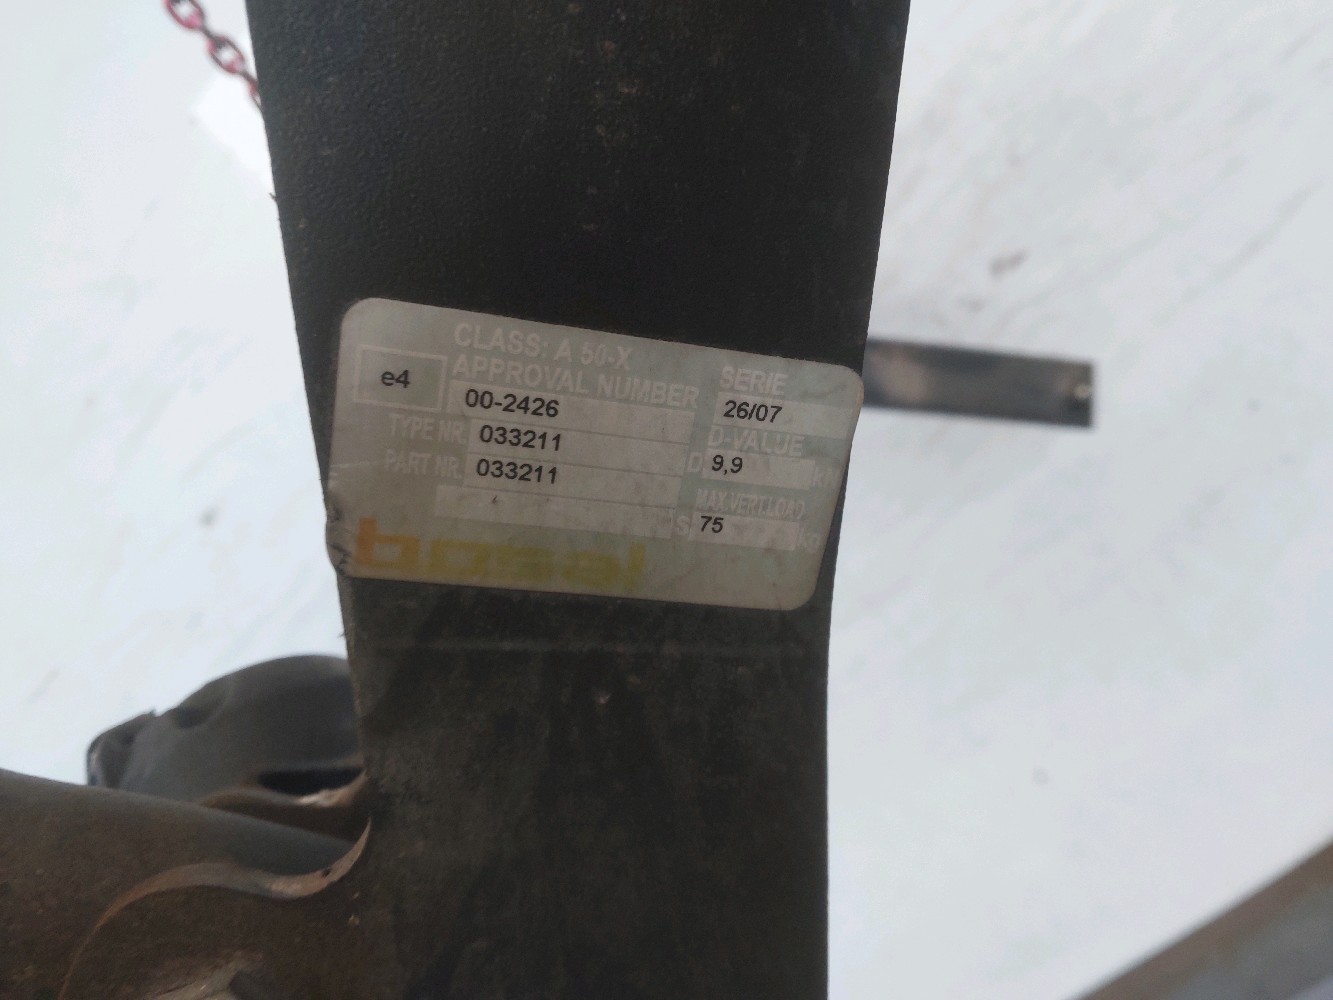 CLASS: A 50-X
APPROVAL NUMBER
SERIE
e4
00-2426
26/07
TYPE NR. 033211
D-VALUE
D 9,9 kN
PART NR. 033211
MAX.VERT.LOAD
S 75 kg
bosal